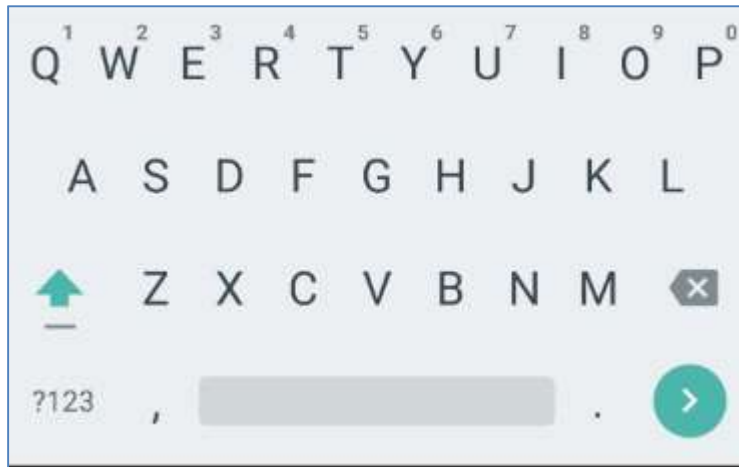 Q 1 W 2 E 3 R 4 T 5 Y 6 U 7 I 8 O 9 P 0
A S D F G H J K L
Z X C V B N M
?123 , .